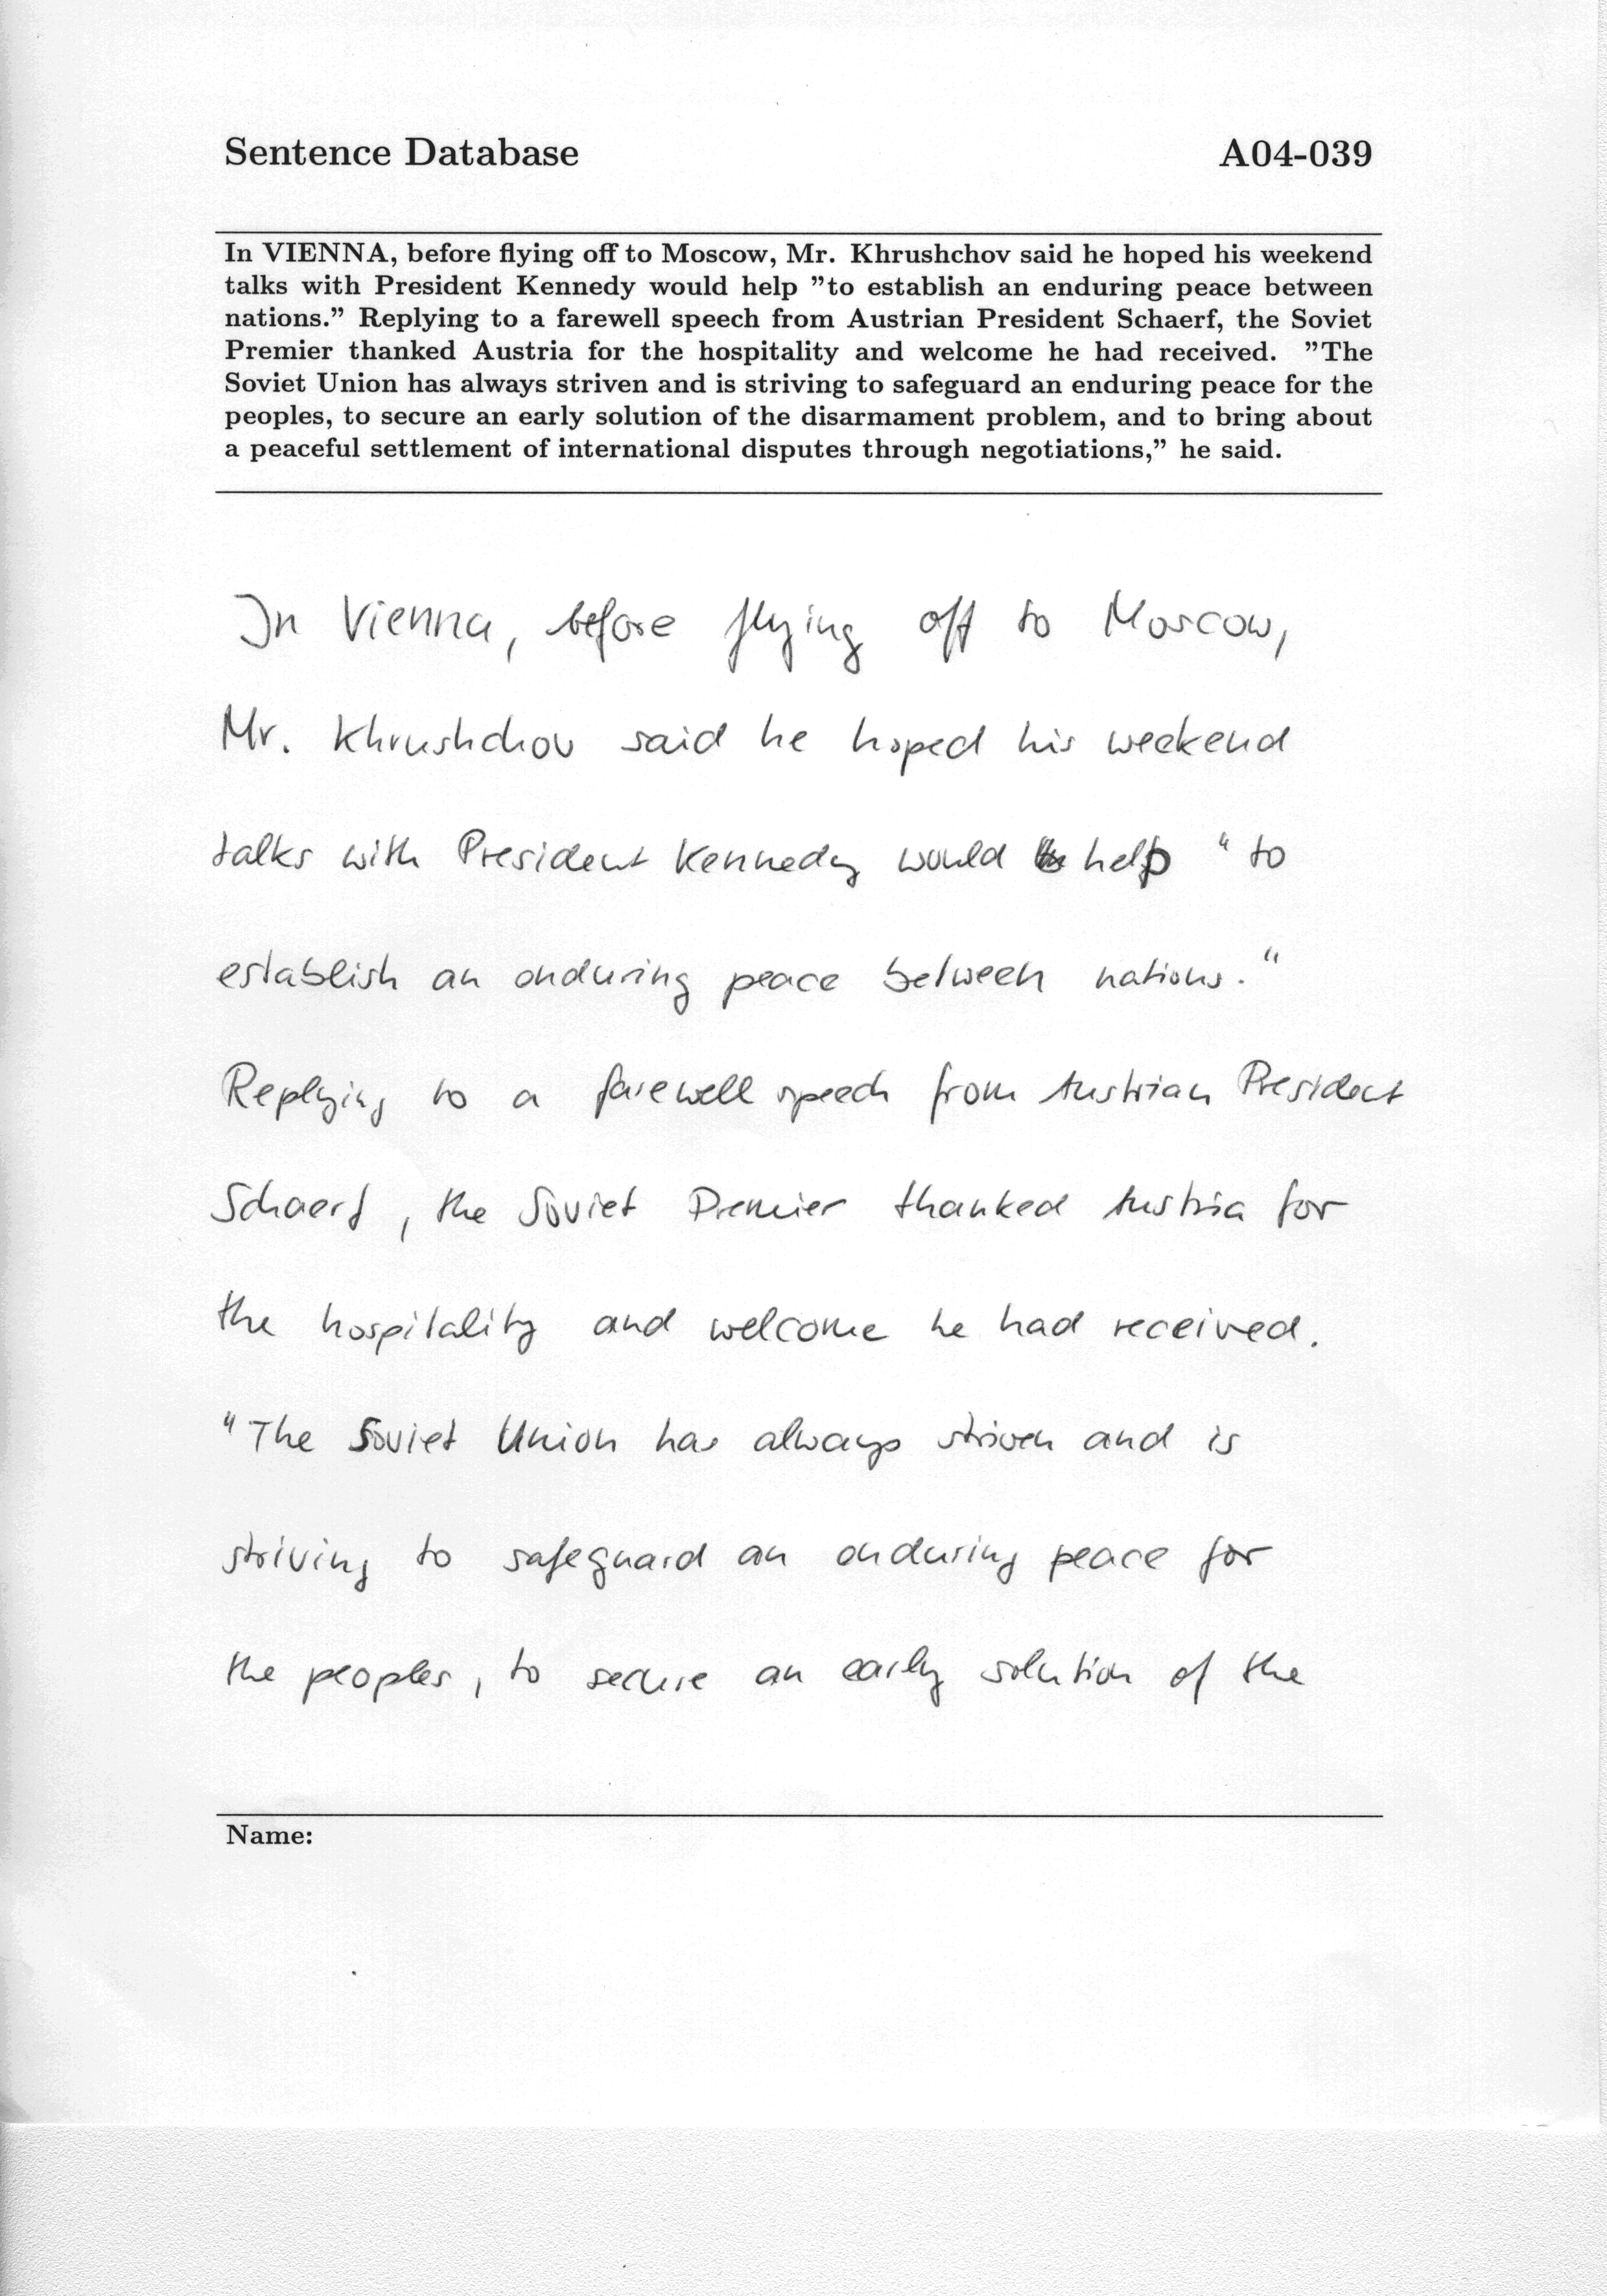 Sentence Database A04-039
In VIENNA, before flying off to Moscow, Mr. Khrushchov said he hoped his weekend
talks with President Kennedy would help ”to establish an enduring peace between
nations.” Replying to a farewell speech from Austrian President Schaerf, the Soviet
Premier thanked Austria for the hospitality and welcome he had received. ”The
Soviet Union has always striven and is striving to safeguard an enduring peace for the
peoples, to secure an early solution of the disarmament problem, and to bring about
a peaceful settlement of international disputes through negotiations,” he said.
In Vienna, before flying off to Moscow,
Mr. Khrushchov said he hoped his weekend
talks with President Kennedy would help “to
establish an enduring peace between nations.“
Replying to a farewell speech from Austrian President
Schaerf, the Soviet Premier thanked Austria for
the hospitality and welcome he had received.
“The Soviet Union has always striven and is
striving to safeguard an enduring peace for
the peoples, to secure an early solution of the
Name: